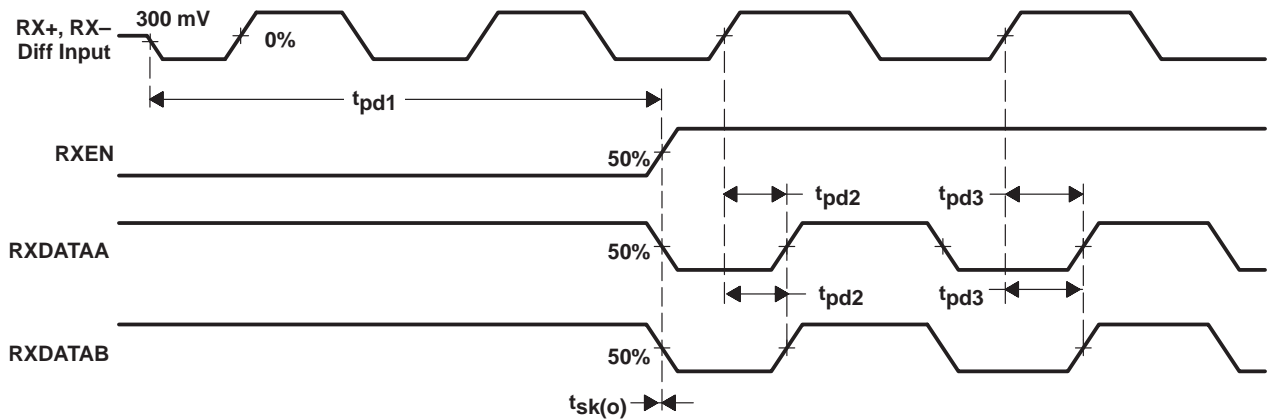 RX+, RX–
Diff Input
300 mV
0%
tpd1
RXEN
50%
tpd2
tpd3
RXDATAA
50%
tpd2
tpd3
RXDATAB
50%
tsk(o)